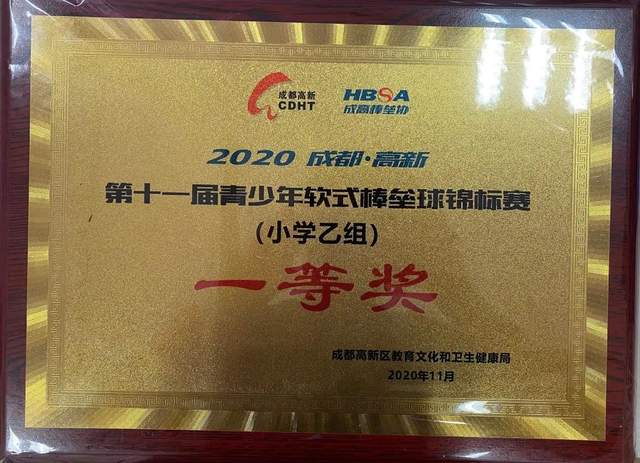 成都高新 HBSA
CDHT 成高棒垒协
2020 成都·高新
第十一届青少年软式棒垒球锦标赛
（小学乙组）
一等奖
成都高新区教育文化和卫生健康局
2020年11月